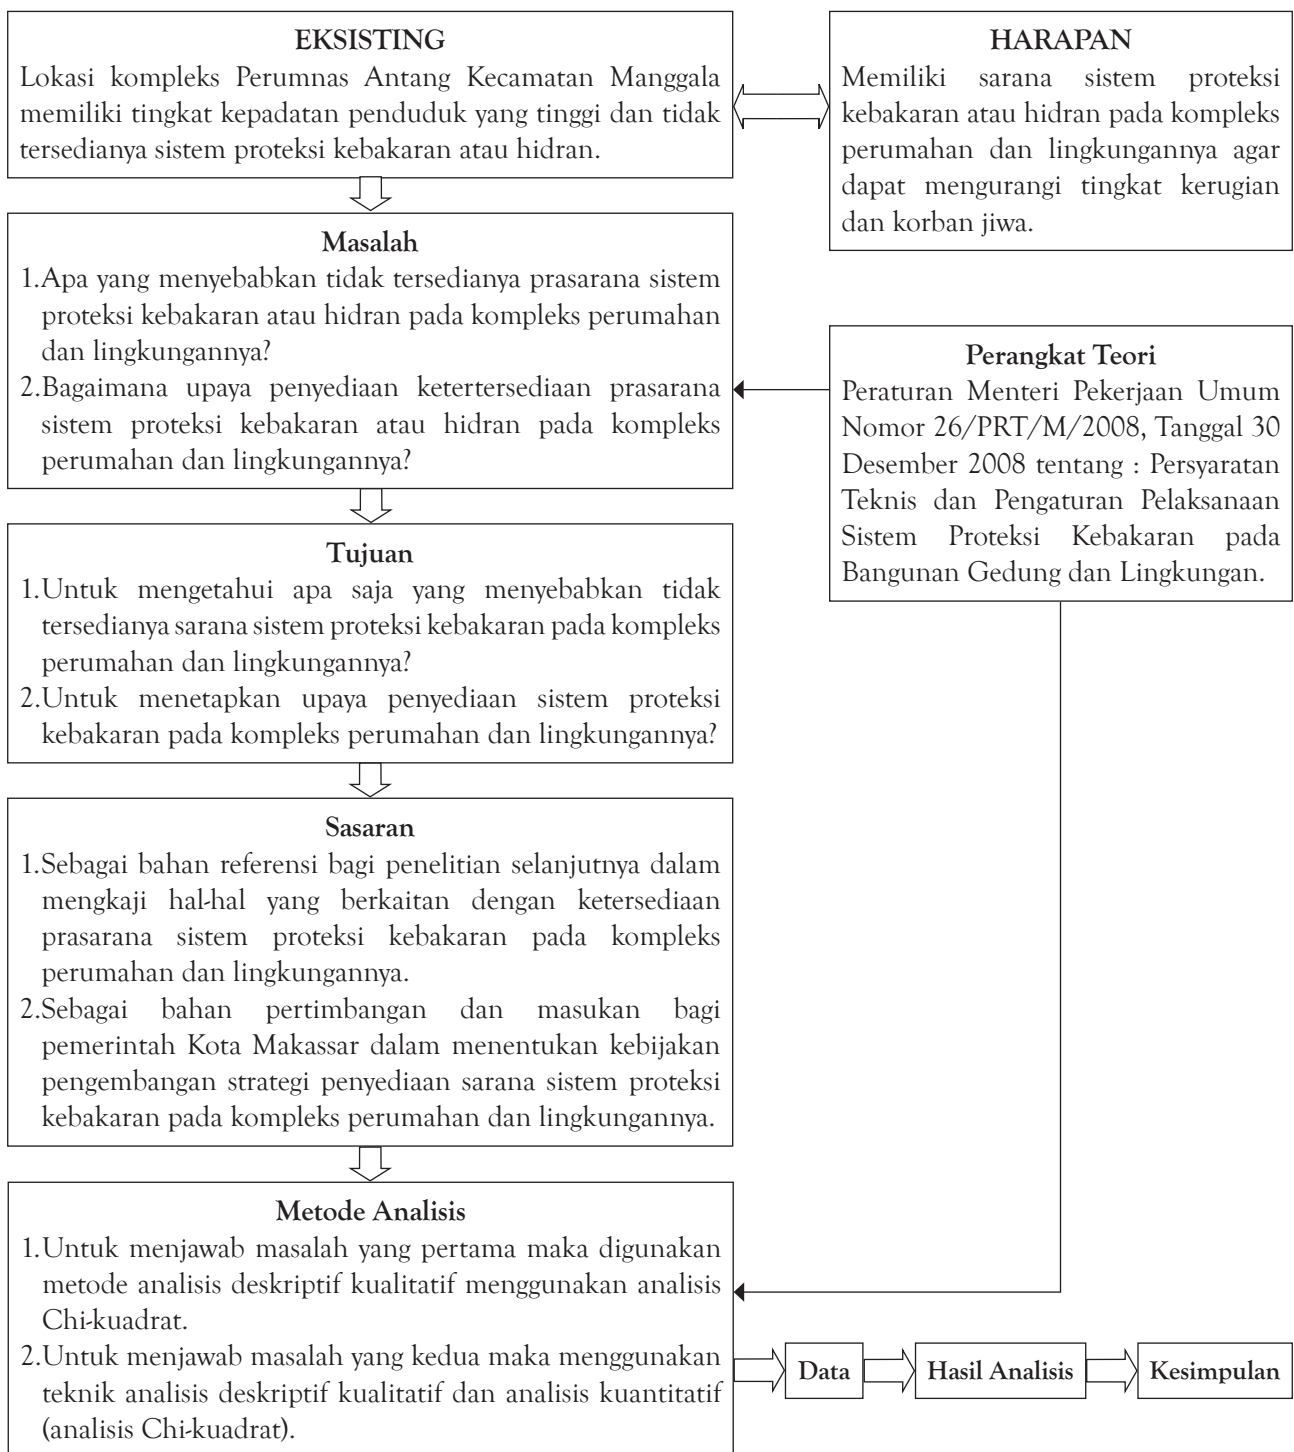 EKSISTING
Lokasi kompleks Perumnas Antang Kecamatan Manggala
memiliki tingkat kepadatan penduduk yang tinggi dan tidak
tersedianya sistem proteksi kebakaran atau hidran.
HARAPAN
Memiliki sarana sistem proteksi
kebakaran atau hidran pada kompleks
perumahan dan lingkungannya agar
dapat mengurangi tingkat kerugian
dan korban jiwa.
Masalah
1.Apa yang menyebabkan tidak tersedianya prasarana sistem
proteksi kebakaran atau hidran pada kompleks perumahan
dan lingkungannya?
2.Bagaimana upaya penyediaan ketertersediaan prasarana
sistem proteksi kebakaran atau hidran pada kompleks
perumahan dan lingkungannya?
Perangkat Teori
Peraturan Menteri Pekerjaan Umum
Nomor 26/PRT/M/2008, Tanggal 30
Desember 2008 tentang : Persyaratan
Teknis dan Pengaturan Pelaksanaan
Sistem Proteksi Kebakaran pada
Bangunan Gedung dan Lingkungan.
Tujuan
1.Untuk mengetahui apa saja yang menyebabkan tidak
tersedianya sarana sistem proteksi kebakaran pada kompleks
perumahan dan lingkungannya?
2.Untuk menetapkan upaya penyediaan sistem proteksi
kebakaran pada kompleks perumahan dan lingkungannya?
Sasaran
1.Sebagai bahan referensi bagi penelitian selanjutnya dalam
mengkaji hal-hal yang berkaitan dengan ketersediaan
prasarana sistem proteksi kebakaran pada kompleks
perumahan dan lingkungannya.
2.Sebagai bahan pertimbangan dan masukan bagi
pemerintah Kota Makassar dalam menentukan kebijakan
pengembangan strategi penyediaan sarana sistem proteksi
kebakaran pada kompleks perumahan dan lingkungannya.
Metode Analisis
1.Untuk menjawab masalah yang pertama maka digunakan
metode analisis deskriptif kualitatif menggunakan analisis
Chi-kuadrat.
2.Untuk menjawab masalah yang kedua maka menggunakan
teknik analisis deskriptif kualitatif dan analisis kuantitatif
(analisis Chi-kuadrat).
Data
Hasil Analisis
Kesimpulan